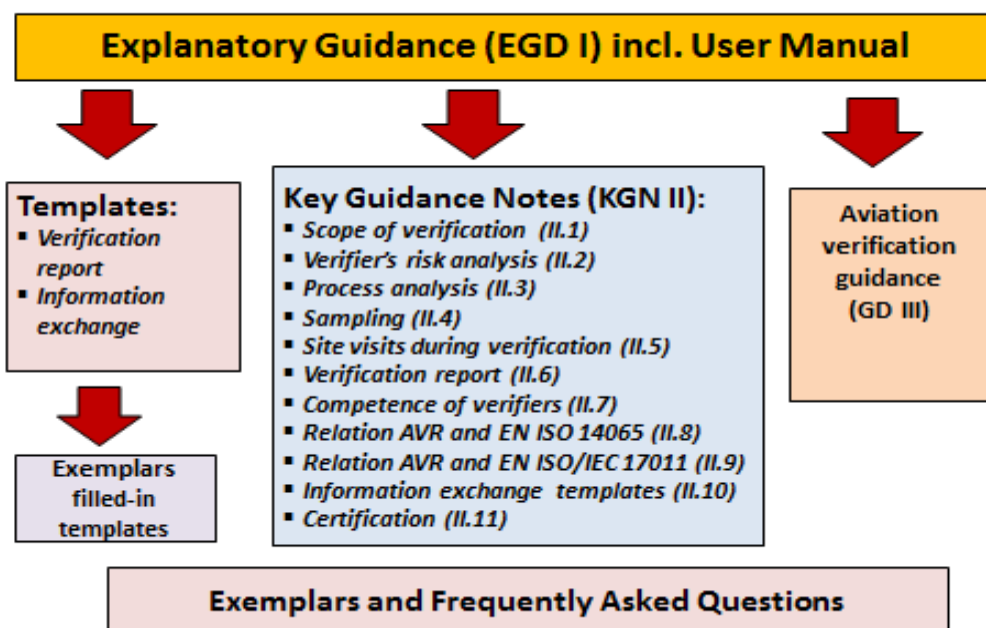 Explanatory Guidance (EGD I) incl. User Manual
Templates:
▪ Verification
report
▪ Information
exchange
Exemplars
filled-in
templates
Key Guidance Notes (KGN II):
▪ Scope of verification (II.1)
▪ Verifier's risk analysis (II.2)
▪ Process analysis (II.3)
▪ Sampling (II.4)
▪ Site visits during verification (II.5)
▪ Verification report (II.6)
▪ Competence of verifiers (II.7)
▪ Relation AVR and EN ISO 14065 (II.8)
▪ Relation AVR and EN ISO/IEC 17011 (II.9)
▪ Information exchange templates (II.10)
▪ Certification (II.11)
Aviation
verification
guidance
(GD III)
Exemplars and Frequently Asked Questions